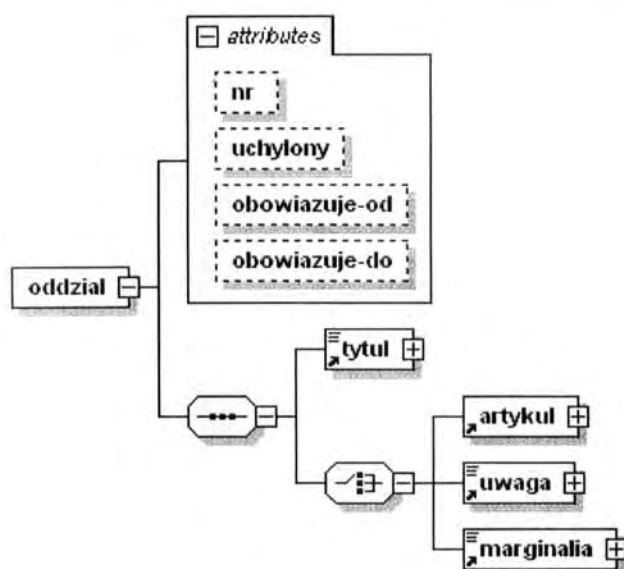 attributes
nr
uchylony
obowiazuje-od
obowiazuje-do
oddzial
tytul
artykul
uwaga
marginalia